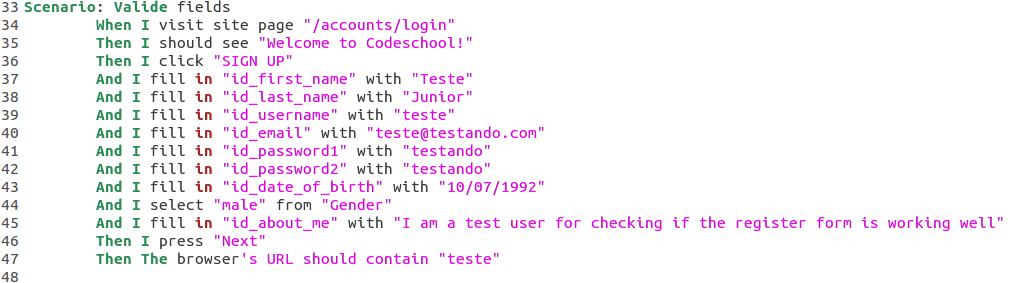 33 Scenario: Valide fields
34 When I visit site page "/accounts/login"
35 Then I should see "Welcome to Codeschool!"
36 Then I click "SIGN UP"
37 And I fill in "id_first_name" with "Teste"
38 And I fill in "id_last_name" with "Junior"
39 And I fill in "id_username" with "teste"
40 And I fill in "id_email" with "teste@testando.com"
41 And I fill in "id_password1" with "testando"
42 And I fill in "id_password2" with "testando"
43 And I fill in "id_date_of_birth" with "10/07/1992"
44 And I select "male" from "Gender"
45 And I fill in "id_about_me" with "I am a test user for checking if the register form is working well"
46 Then I press "Next"
47 Then The browser's URL should contain "teste"
48